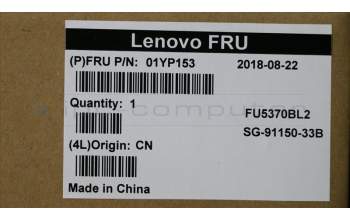 Lenovo FRU
(P)FRU P/N: 01YP153 2018-08-22
Quantity: 1
FU5370BL2
SG-91150-33B
(4L)Origin: CN
Made in China